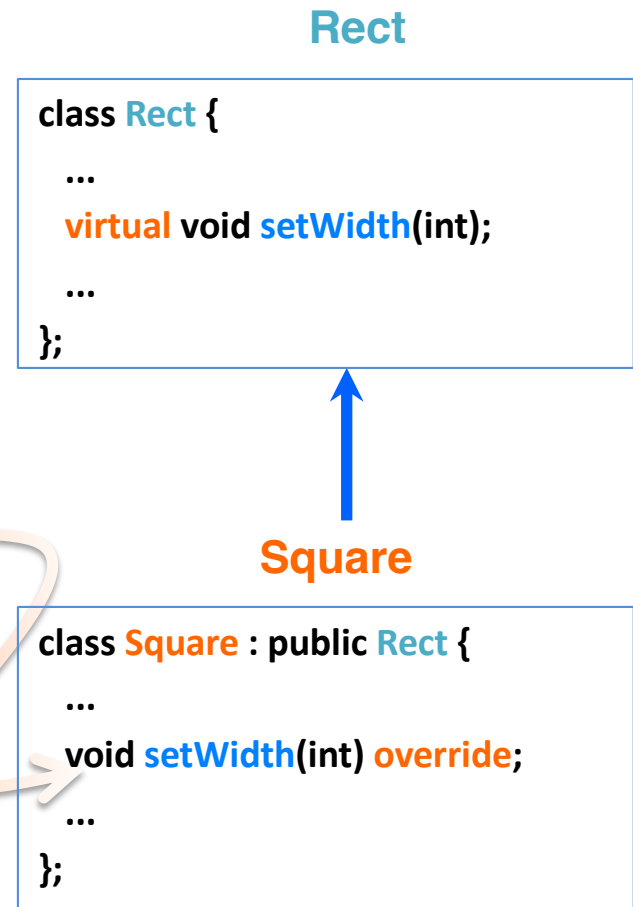 Rect
class Rect {
...
virtual void setWidth(int);
...
};
Square
class Square : public Rect {
...
void setWidth(int) override;
...
};